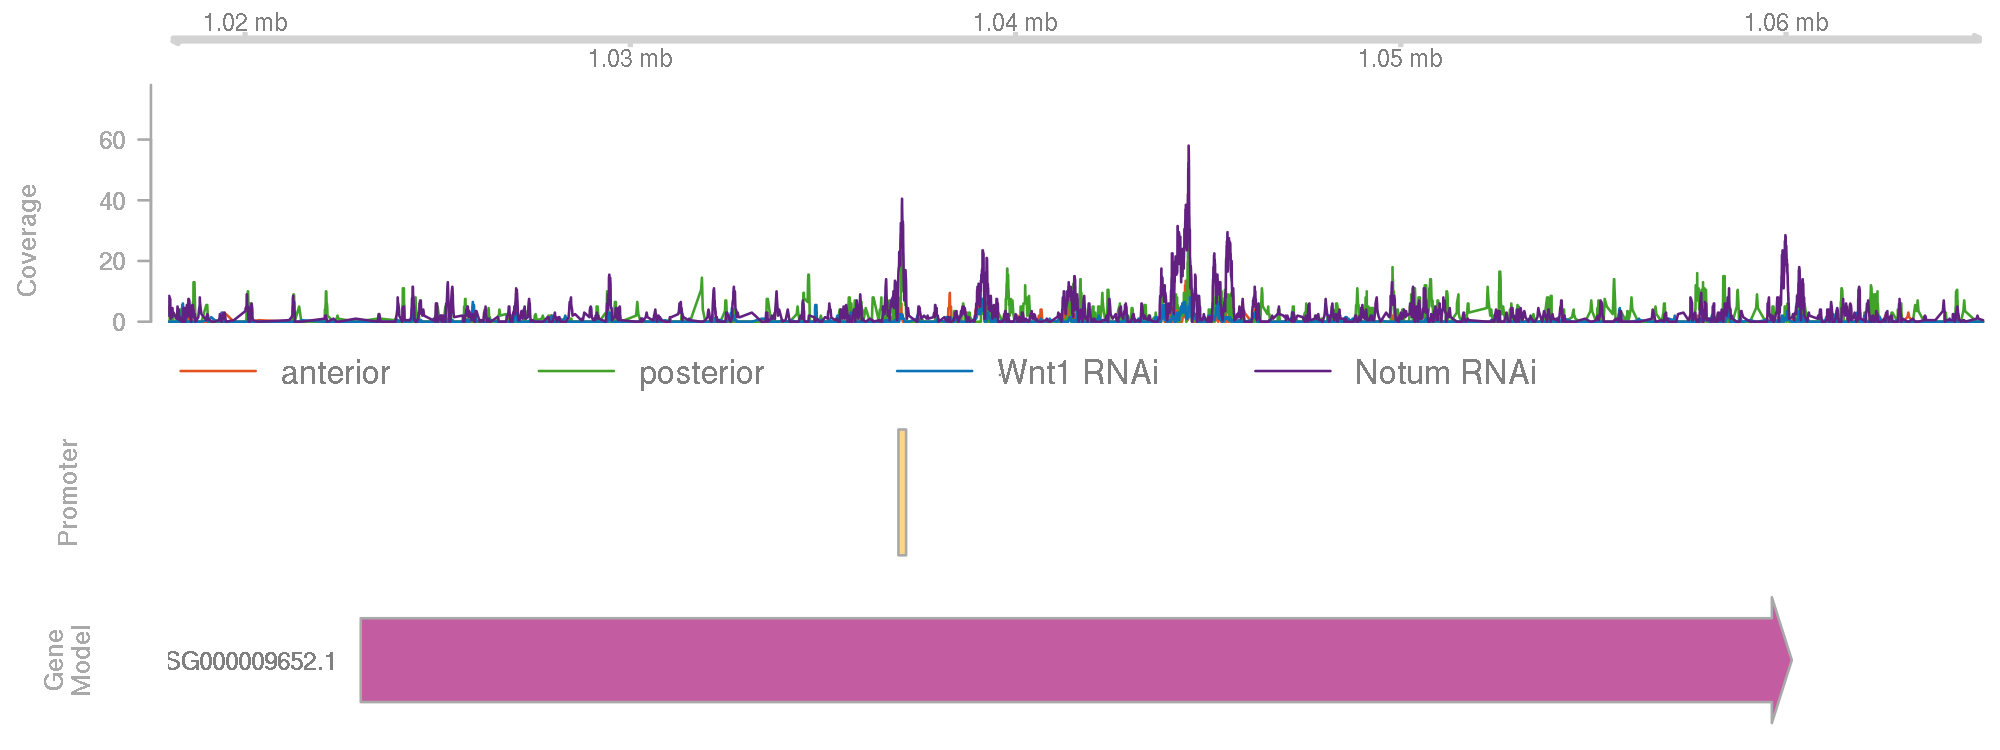 1.02 mb 1.04 mb 1.06 mb
1.03 mb 1.05 mb
Coverage
60
40
20
0
anterior posterior Wnt1 RNAi Notum RNAi
Promoter
Gene
Model
SG000009652.1